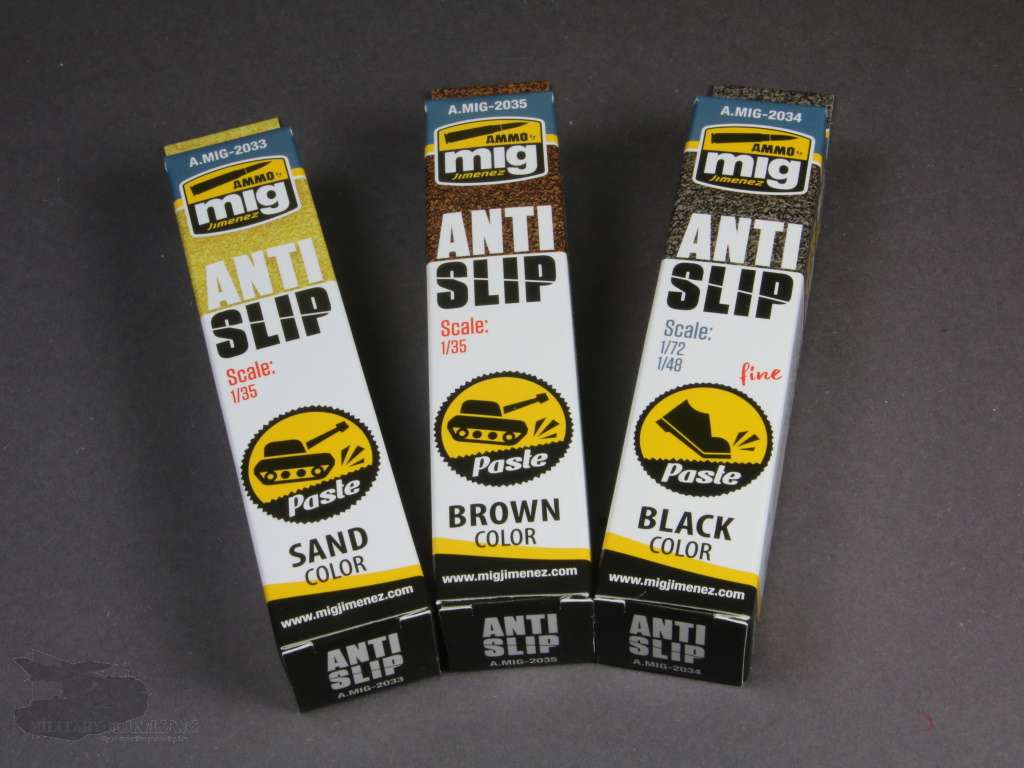 A.MIG-2033
AMMO by
mig
Jimenez
ANTI
SLIP
Scale:
1/35
Paste
SAND
COLOR
www.migjimenez.com
ANTI
SLIP
A.MIG-2033
A.MIG-2035
AMMO by
mig
Jimenez
ANTI
SLIP
Scale:
1/35
Paste
BROWN
COLOR
www.migjimenez.com
ANTI
SLIP
A.MIG-2035
A.MIG-2034
AMMO by
mig
Jimenez
ANTI
SLIP
Scale:
1/72
1/48
fine
Paste
BLACK
COLOR
www.migjimenez.com
ANTI
SLIP
A.MIG-2034